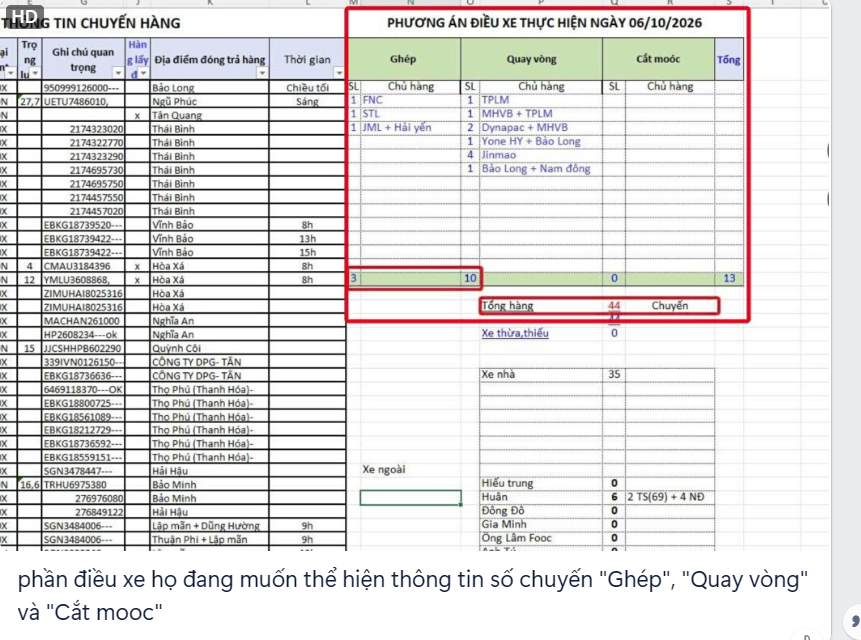 HD
THÔNG TIN CHUYẾN HÀNG
PHƯƠNG ÁN ĐIỀU XE THỰC HIỆN NGÀY 06/10/2026
Trọng Ghi chú quan trọng Hàng lấy Địa điểm đóng trả hàng Thời gian Ghép Quay vòng Cắt moóc Tổng
SL Chủ hàng SL Chủ hàng SL Chủ hàng
950999126000--- Bảo Long Chiều tối
27,7 UETU7486010, Ngũ Phúc Sáng 1 FNC 1 TPLM
x Tân Quang 1 STL 1 MHVB + TPLM
2174323020 Thái Bình 1 JML + Hải yến 2 Dynapac + MHVB
2174322770 Thái Bình 1 Yone HY + Bảo Long
2174323290 Thái Bình 4 Jinmao
2174695730 Thái Bình 1 Bảo Long + Nam đông
2174695750 Thái Bình
2174457550 Thái Bình
2174457020 Thái Bình
EBKG18739520--- Vĩnh Bảo 8h
EBKG18739422--- Vĩnh Bảo 13h
EBKG18739422--- Vĩnh Bảo 15h
4 CMAU3184396 x Hòa Xá 8h
12 YMLU3608868, x Hòa Xá 8h 3 10 0 13
ZIMUHAI8025316 Hòa Xá
ZIMUHAI8025316 Hòa Xá Tổng hàng 44 Chuyến
MACHAN261000 Nghĩa An 44
HP2608234---ok Nghĩa An Xe thừa,thiếu 0
15 JJCSHHPB602290 Quỳnh Côi
339IVN0126150--- CÔNG TY DPG- TÂN
EBKG18736636--- CÔNG TY DPG- TÂN Xe nhà 35
6469118370---OK Thọ Phú (Thanh Hóa)-
EBKG18800725--- Thọ Phú (Thanh Hóa)-
EBKG18561089--- Thọ Phú (Thanh Hóa)-
EBKG18212729--- Thọ Phú (Thanh Hóa)-
EBKG18736592--- Thọ Phú (Thanh Hóa)-
EBKG18559151--- Thọ Phú (Thanh Hóa)-
SGN3478447--- Hải Hậu Xe ngoài
16,6 TRHU6975380 Bảo Minh Hiếu trung 0
276976080 Bảo Minh Huân 6 2 TS(69) + 4 NĐ
276849122 Hải Hậu Đông Đô 0
SGN3484006--- Lập mẫn + Dũng Hường 9h Gia Minh 0
SGN3484006--- Thuận Phi + Lập mẫn 9h Ông Lâm Fooc 0
phần điều xe họ đang muốn thể hiện thông tin số chuyến "Ghép", "Quay vòng"
và "Cắt mooc"